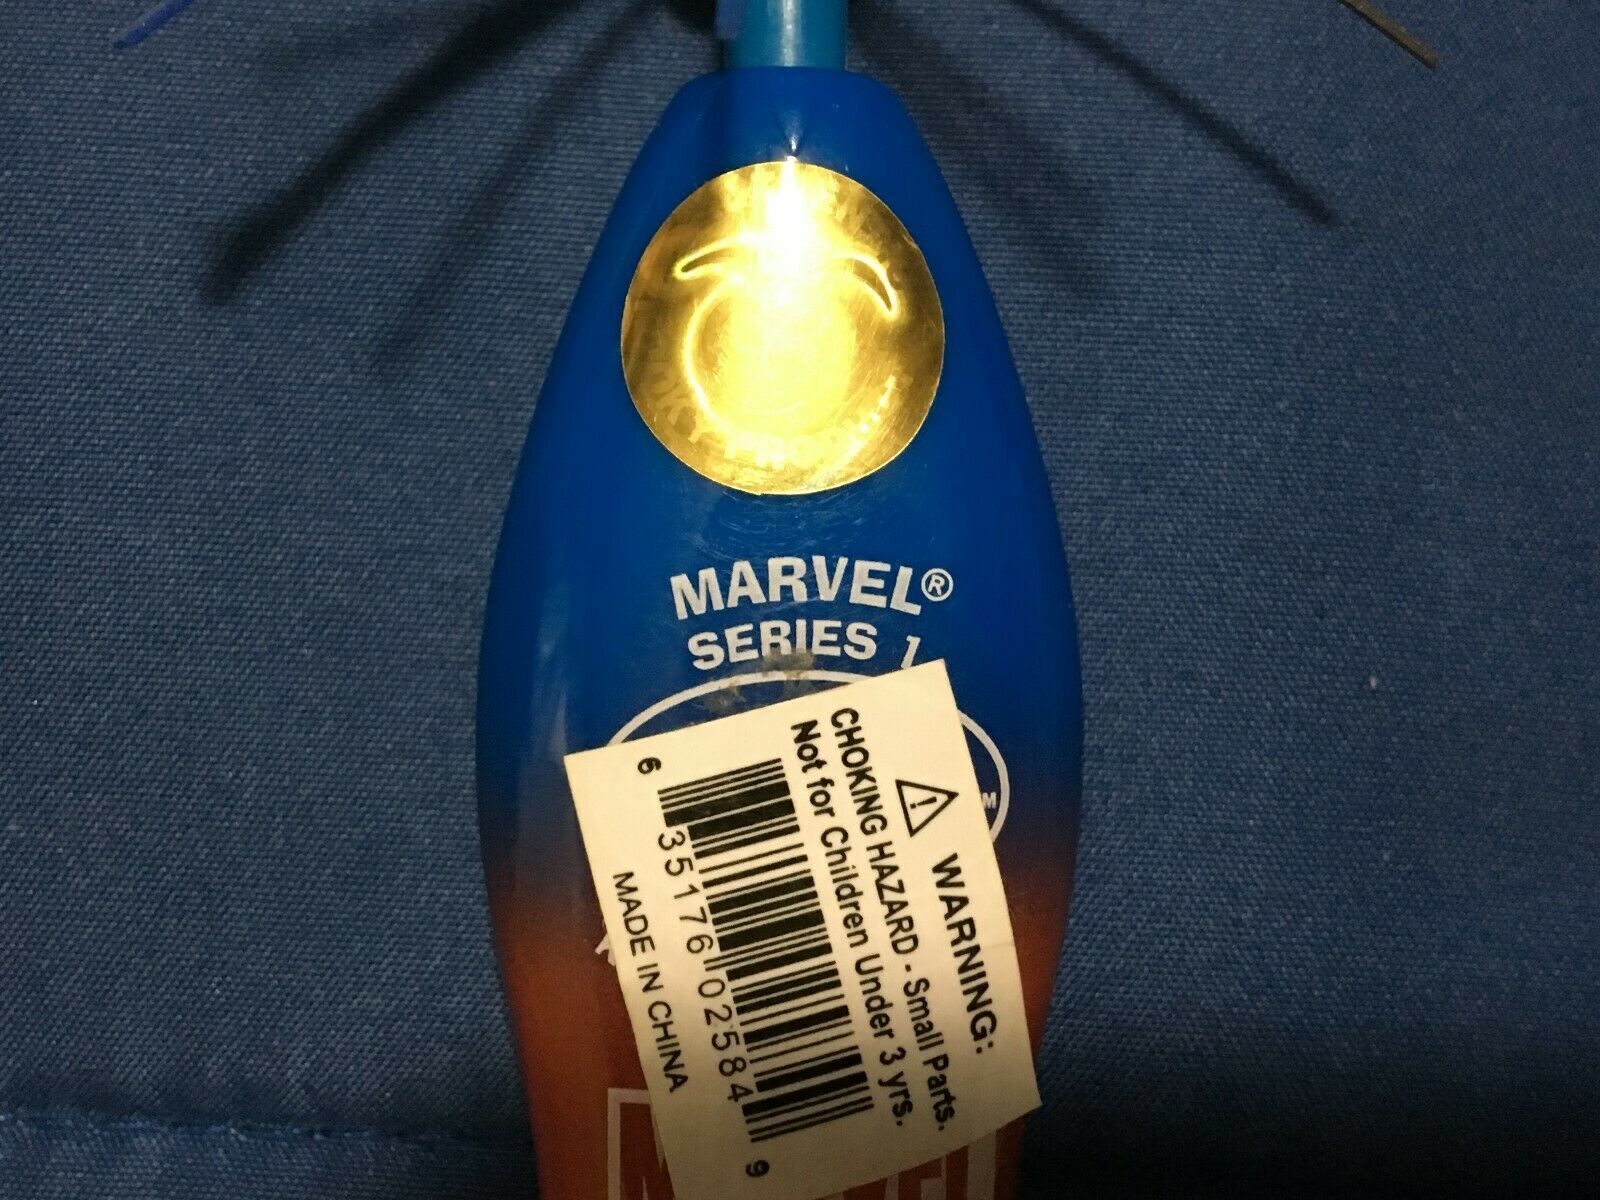 MARVEL®
SERIES 1
⚠ WARNING:
CHOKING HAZARD - Small Parts.
Not for Children Under 3 yrs.
6 35176 02584 9
MADE IN CHINA